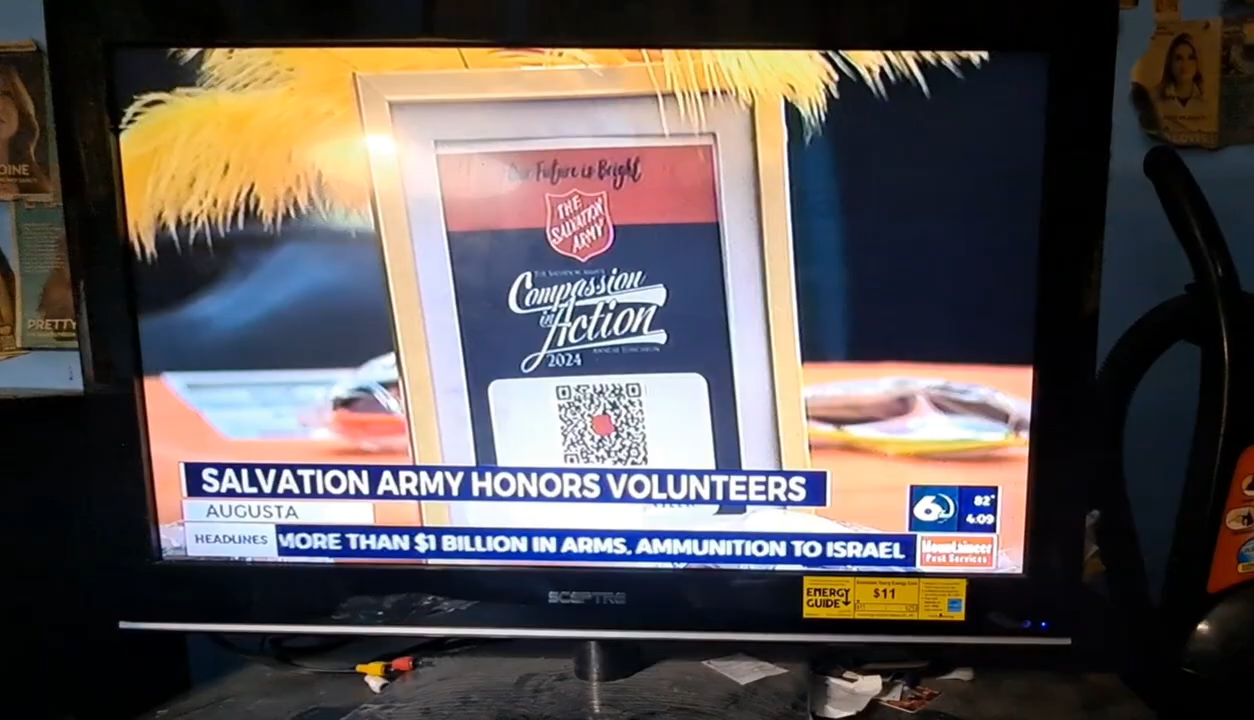 Our Future is Bright
THE
SALVATION
ARMY
Compassion
in
Action
2024
SALVATION ARMY HONORS VOLUNTEERS
AUGUSTA
6
82°
4:09
HEADLINES
MORE THAN $1 BILLION IN ARMS, AMMUNITION TO ISRAEL
Mountaineer
Pest Services
SCEPTRE
ENERGY
GUIDE
$11
PRETTY